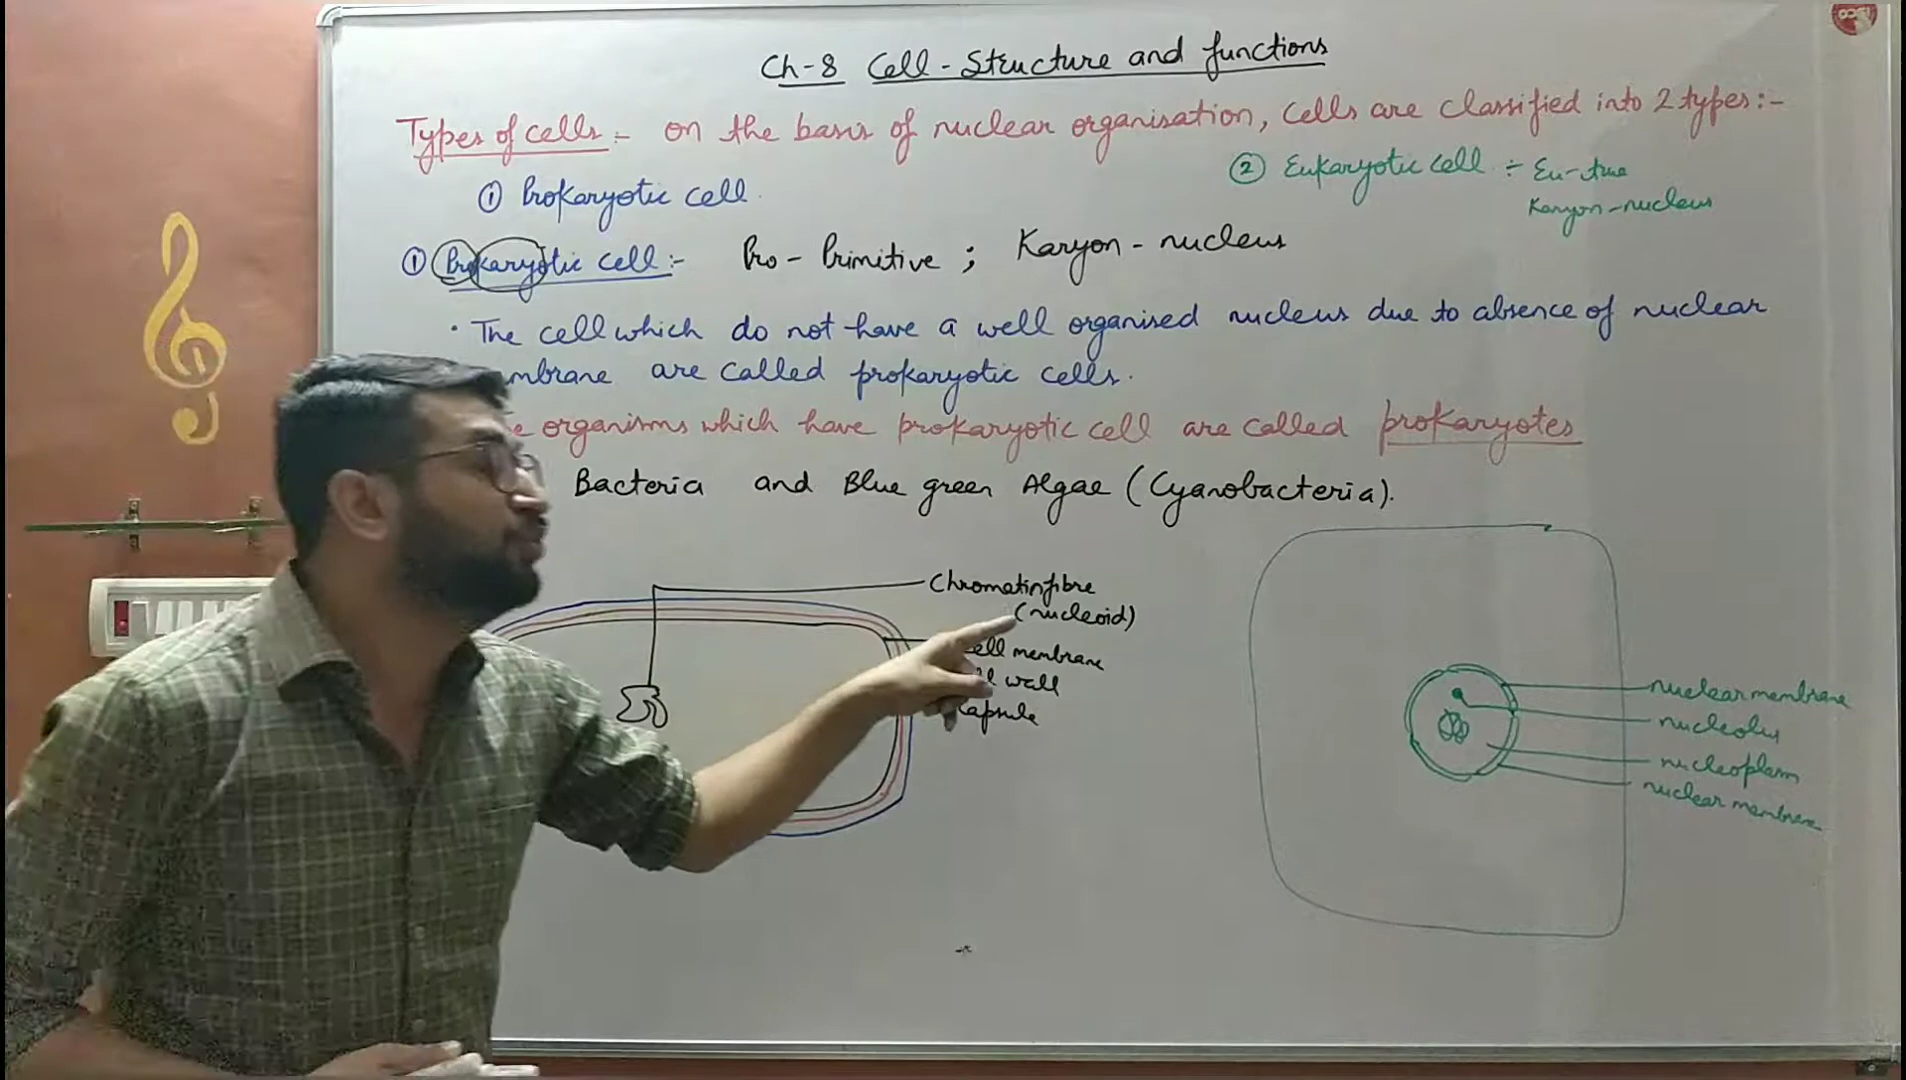 Ch-8 Cell - Structure and functions
Types of cells :- on the basis of nuclear organisation, cells are classified into 2 types :-
① Prokaryotic cell.
② Eukaryotic cell :- Eu-true
Karyon-nucleus
① Prokaryotic cell :- Pro - Primitive ; Karyon - nucleus
• The cell which do not have a well organised nucleus due to absence of nuclear
mbrane are called prokaryotic cells.
e organisms which have prokaryotic cell are called prokaryotes
Bacteria and Blue green Algae (Cyanobacteria).
Chromatin fibre
(nucleoid)
ell membrane
ll wall
capsule
nuclear membrane
nucleolus
nucleoplasm
nuclear membrane